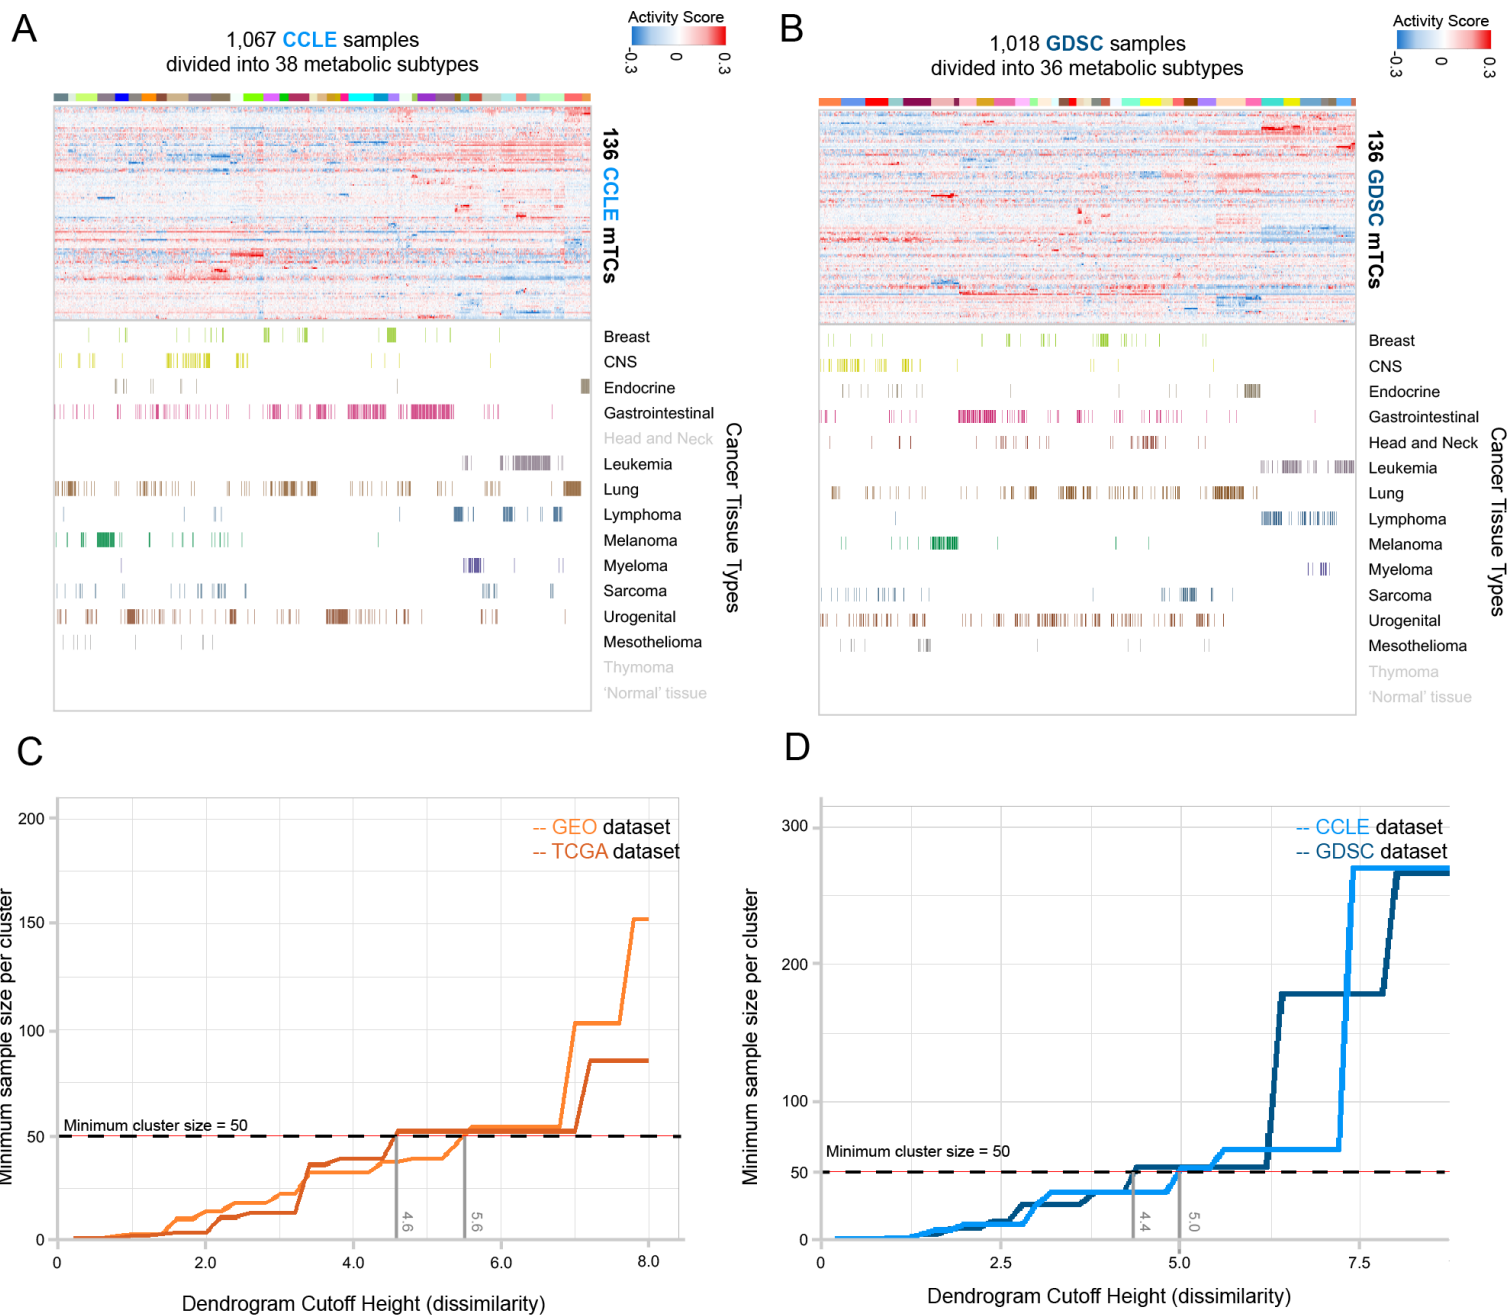 A
1,067 CCLE samples
divided into 38 metabolic subtypes
Activity Score
-0.3
0
0.3
136 CCLE mTCs
Breast
CNS
Endocrine
Gastrointestinal
Head and Neck
Leukemia
Lung
Lymphoma
Melanoma
Myeloma
Sarcoma
Urogenital
Mesothelioma
Thymoma
‘Normal’ tissue
Cancer Tissue Types
B
1,018 GDSC samples
divided into 36 metabolic subtypes
Activity Score
-0.3
0
0.3
136 GDSC mTCs
Breast
CNS
Endocrine
Gastrointestinal
Head and Neck
Leukemia
Lung
Lymphoma
Melanoma
Myeloma
Sarcoma
Urogenital
Mesothelioma
Thymoma
‘Normal’ tissue
Cancer Tissue Types
C
Minimum sample size per cluster
200
150
100
50
0
-- GEO dataset
-- TCGA dataset
Minimum cluster size = 50
4.6
5.6
0
2.0
4.0
6.0
8.0
Dendrogram Cutoff Height (dissimilarity)
D
Minimum sample size per cluster
300
200
100
50
0
-- CCLE dataset
-- GDSC dataset
Minimum cluster size = 50
4.4
5.0
0
2.5
5.0
7.5
Dendrogram Cutoff Height (dissimilarity)